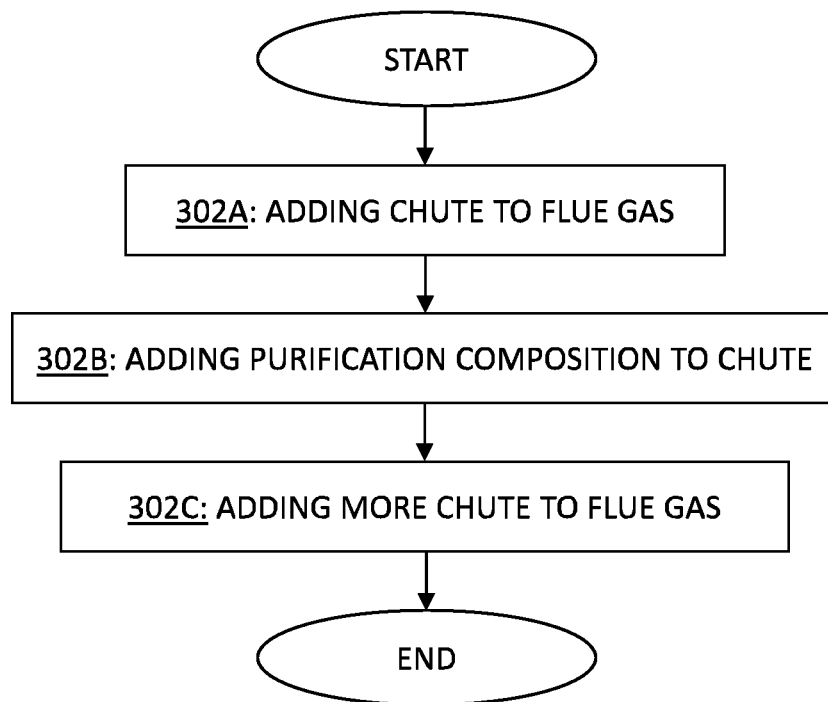 START
302A: ADDING CHUTE TO FLUE GAS
302B: ADDING PURIFICATION COMPOSITION TO CHUTE
302C: ADDING MORE CHUTE TO FLUE GAS
END